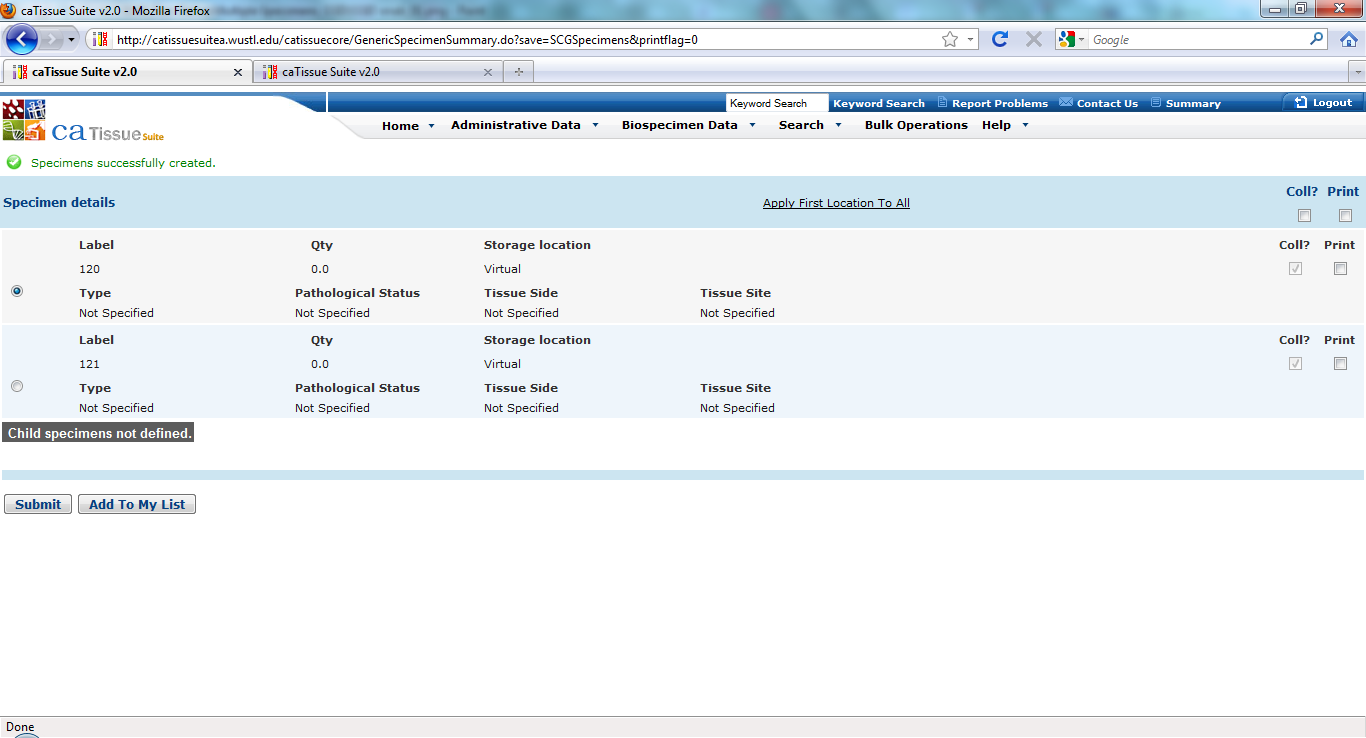 caTissue Suite v2.0 - Mozilla Firefox
http://catissuesuitea.wustl.edu/catissuecore/GenericSpecimenSummary.do?save=SCGSpecimens&printflag=0 Google
caTissue Suite v2.0 caTissue Suite v2.0
Keyword Search Keyword Search Report Problems Contact Us Summary Logout
ca Tissue Suite Home Administrative Data Biospecimen Data Search Bulk Operations Help
Specimens successfully created.
Specimen details Apply First Location To All Coll? Print
Label Qty Storage location Coll? Print
120 0.0 Virtual
Type Pathological Status Tissue Side Tissue Site
Not Specified Not Specified Not Specified Not Specified
Label Qty Storage location Coll? Print
121 0.0 Virtual
Type Pathological Status Tissue Side Tissue Site
Not Specified Not Specified Not Specified Not Specified
Child specimens not defined.
Submit Add To My List
Done